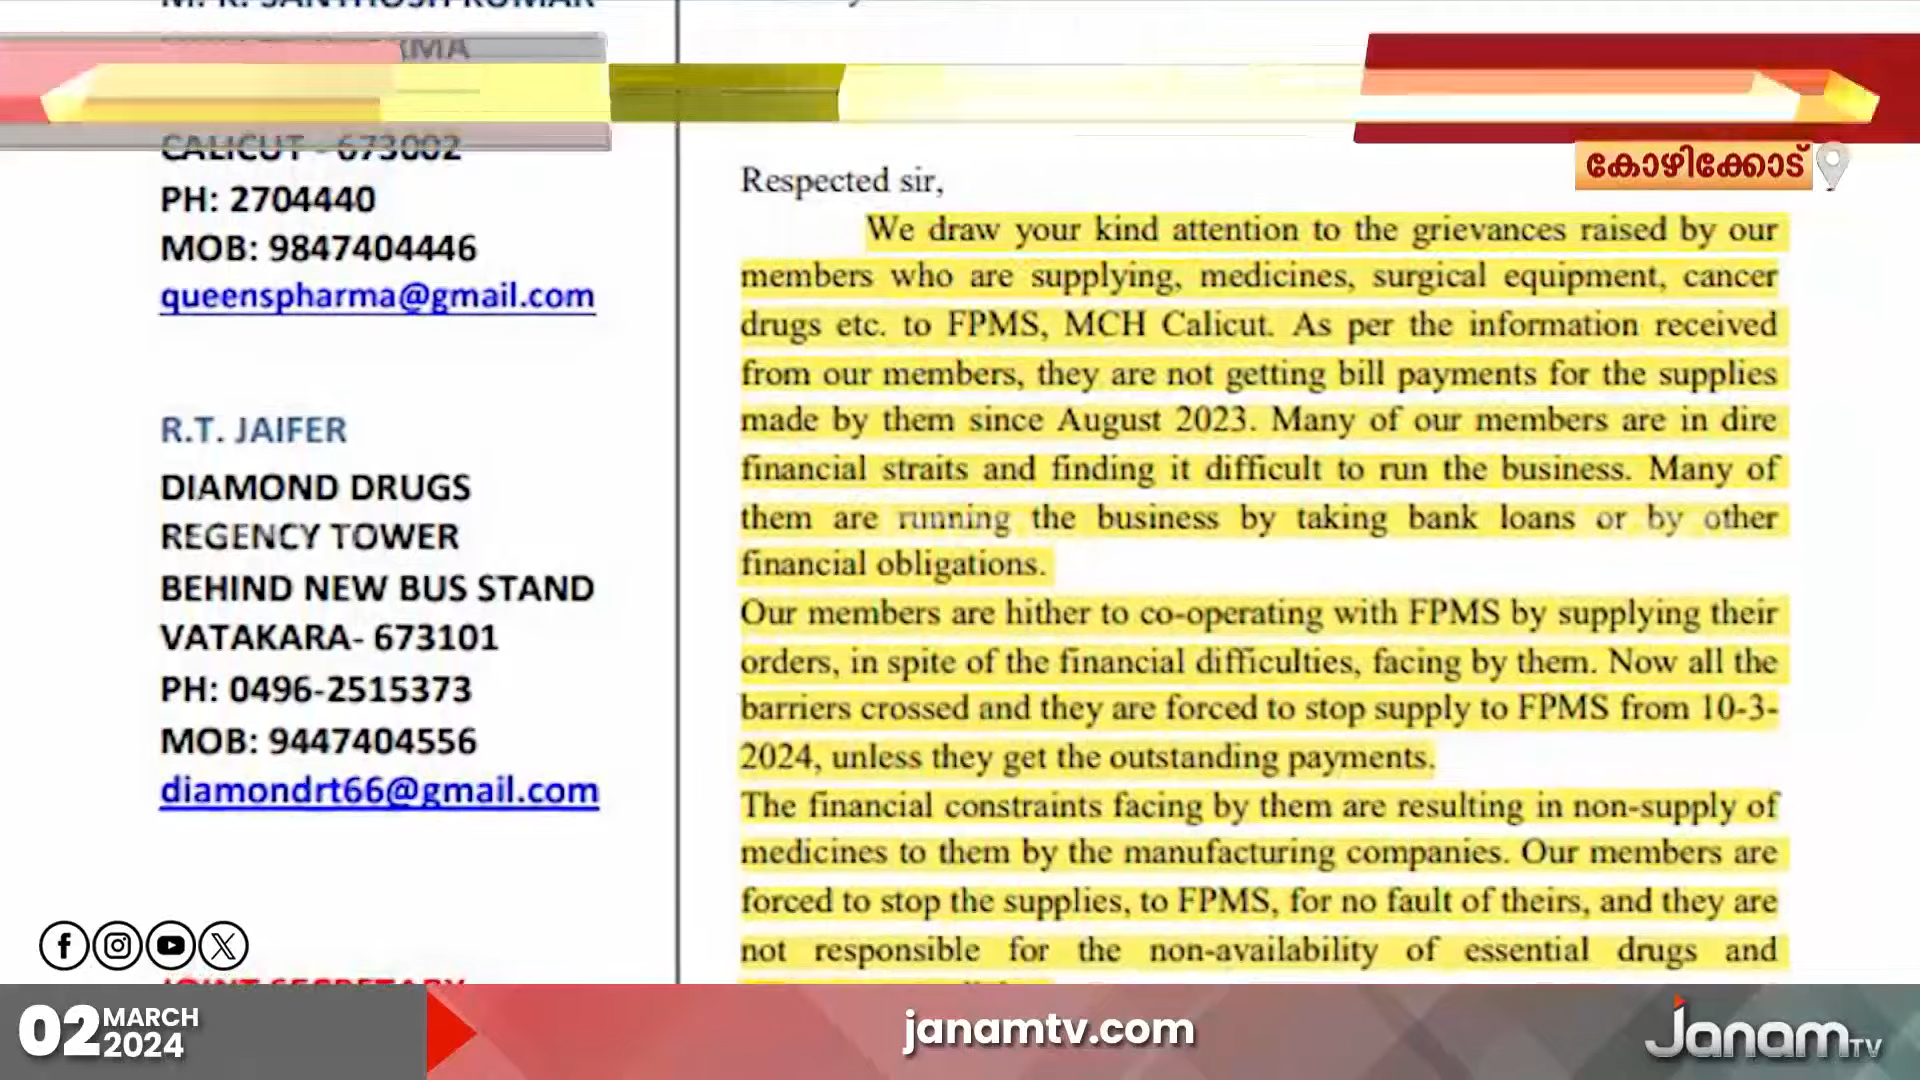 M. K. SANTHOSH KUMAR
CALICUT - 673002
PH: 2704440
MOB: 9847404446
queenspharma@gmail.com
R.T. JAIFER
DIAMOND DRUGS
REGENCY TOWER
BEHIND NEW BUS STAND
VATAKARA- 673101
PH: 0496-2515373
MOB: 9447404556
diamondrt66@gmail.com
JOINT SECRETARY
കോഴിക്കോട്
Respected sir,
We draw your kind attention to the grievances raised by our
members who are supplying, medicines, surgical equipment, cancer
drugs etc. to FPMS, MCH Calicut. As per the information received
from our members, they are not getting bill payments for the supplies
made by them since August 2023. Many of our members are in dire
financial straits and finding it difficult to run the business. Many of
them are running the business by taking bank loans or by other
financial obligations.
Our members are hither to co-operating with FPMS by supplying their
orders, in spite of the financial difficulties, facing by them. Now all the
barriers crossed and they are forced to stop supply to FPMS from 10-3-
2024, unless they get the outstanding payments.
The financial constraints facing by them are resulting in non-supply of
medicines to them by the manufacturing companies. Our members are
forced to stop the supplies, to FPMS, for no fault of theirs, and they are
not responsible for the non-availability of essential drugs and
02 MARCH
2024
janamtv.com
Janam TV